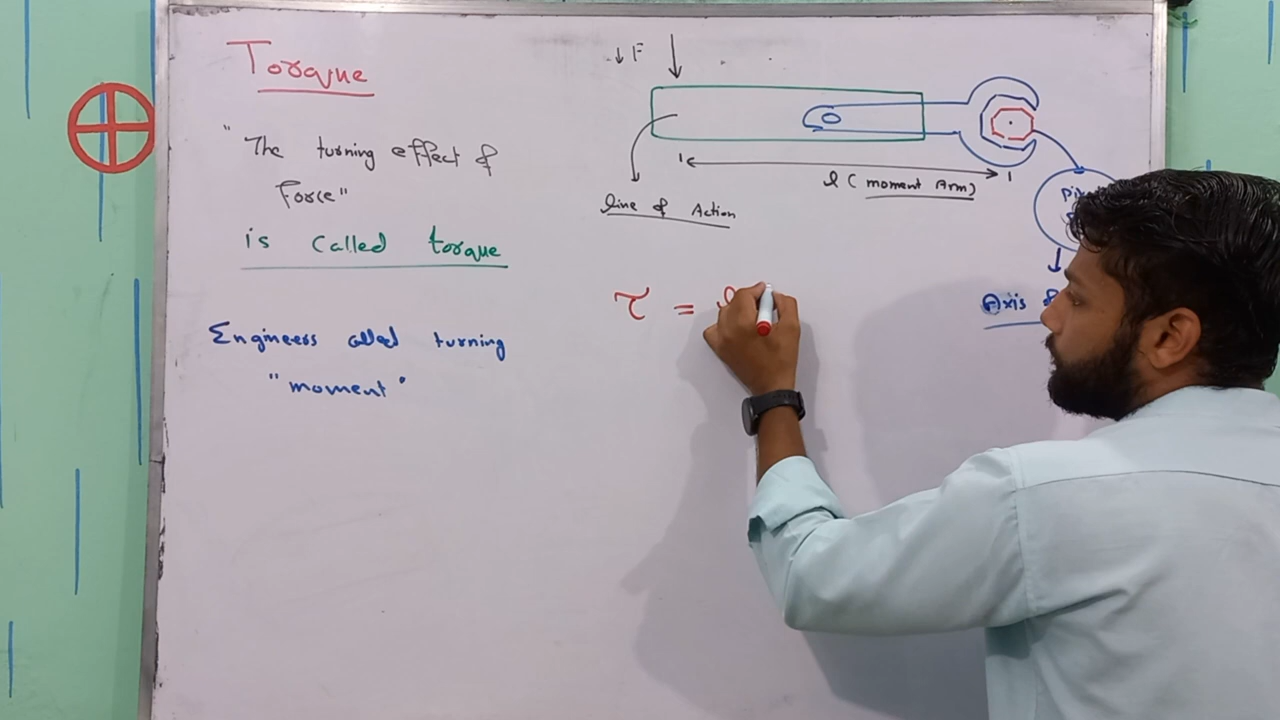 Torque
"The turning effect of
Force"
is Called torque
Engineers called turning
"moment"
↓ F
l (moment Arm)
line of Action
Axis
τ =